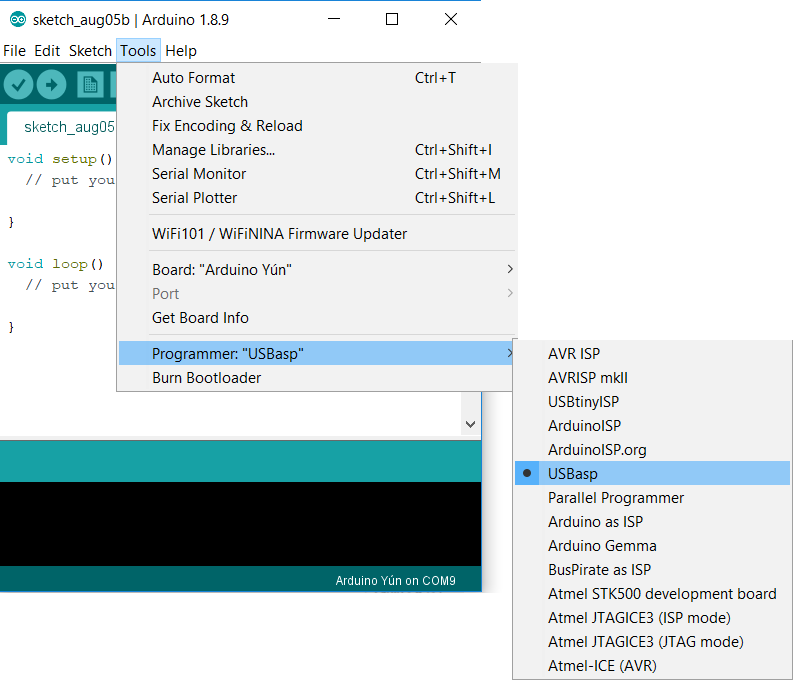 sketch_aug05b | Arduino 1.8.9
File Edit Sketch Tools Help
Auto Format Ctrl+T
Archive Sketch
Fix Encoding & Reload
Manage Libraries... Ctrl+Shift+I
Serial Monitor Ctrl+Shift+M
Serial Plotter Ctrl+Shift+L
WiFi101 / WiFiNINA Firmware Updater
Board: "Arduino Yún"
Port
Get Board Info
Programmer: "USBasp"
Burn Bootloader
sketch_aug05
void setup()
// put you
}
void loop()
// put you
}
AVR ISP
AVRISP mkII
USBtinyISP
ArduinoISP
ArduinoISP.org
USBasp
Parallel Programmer
Arduino as ISP
Arduino Gemma
BusPirate as ISP
Atmel STK500 development board
Atmel JTAGICE3 (ISP mode)
Atmel JTAGICE3 (JTAG mode)
Atmel-ICE (AVR)
Arduino Yún on COM9